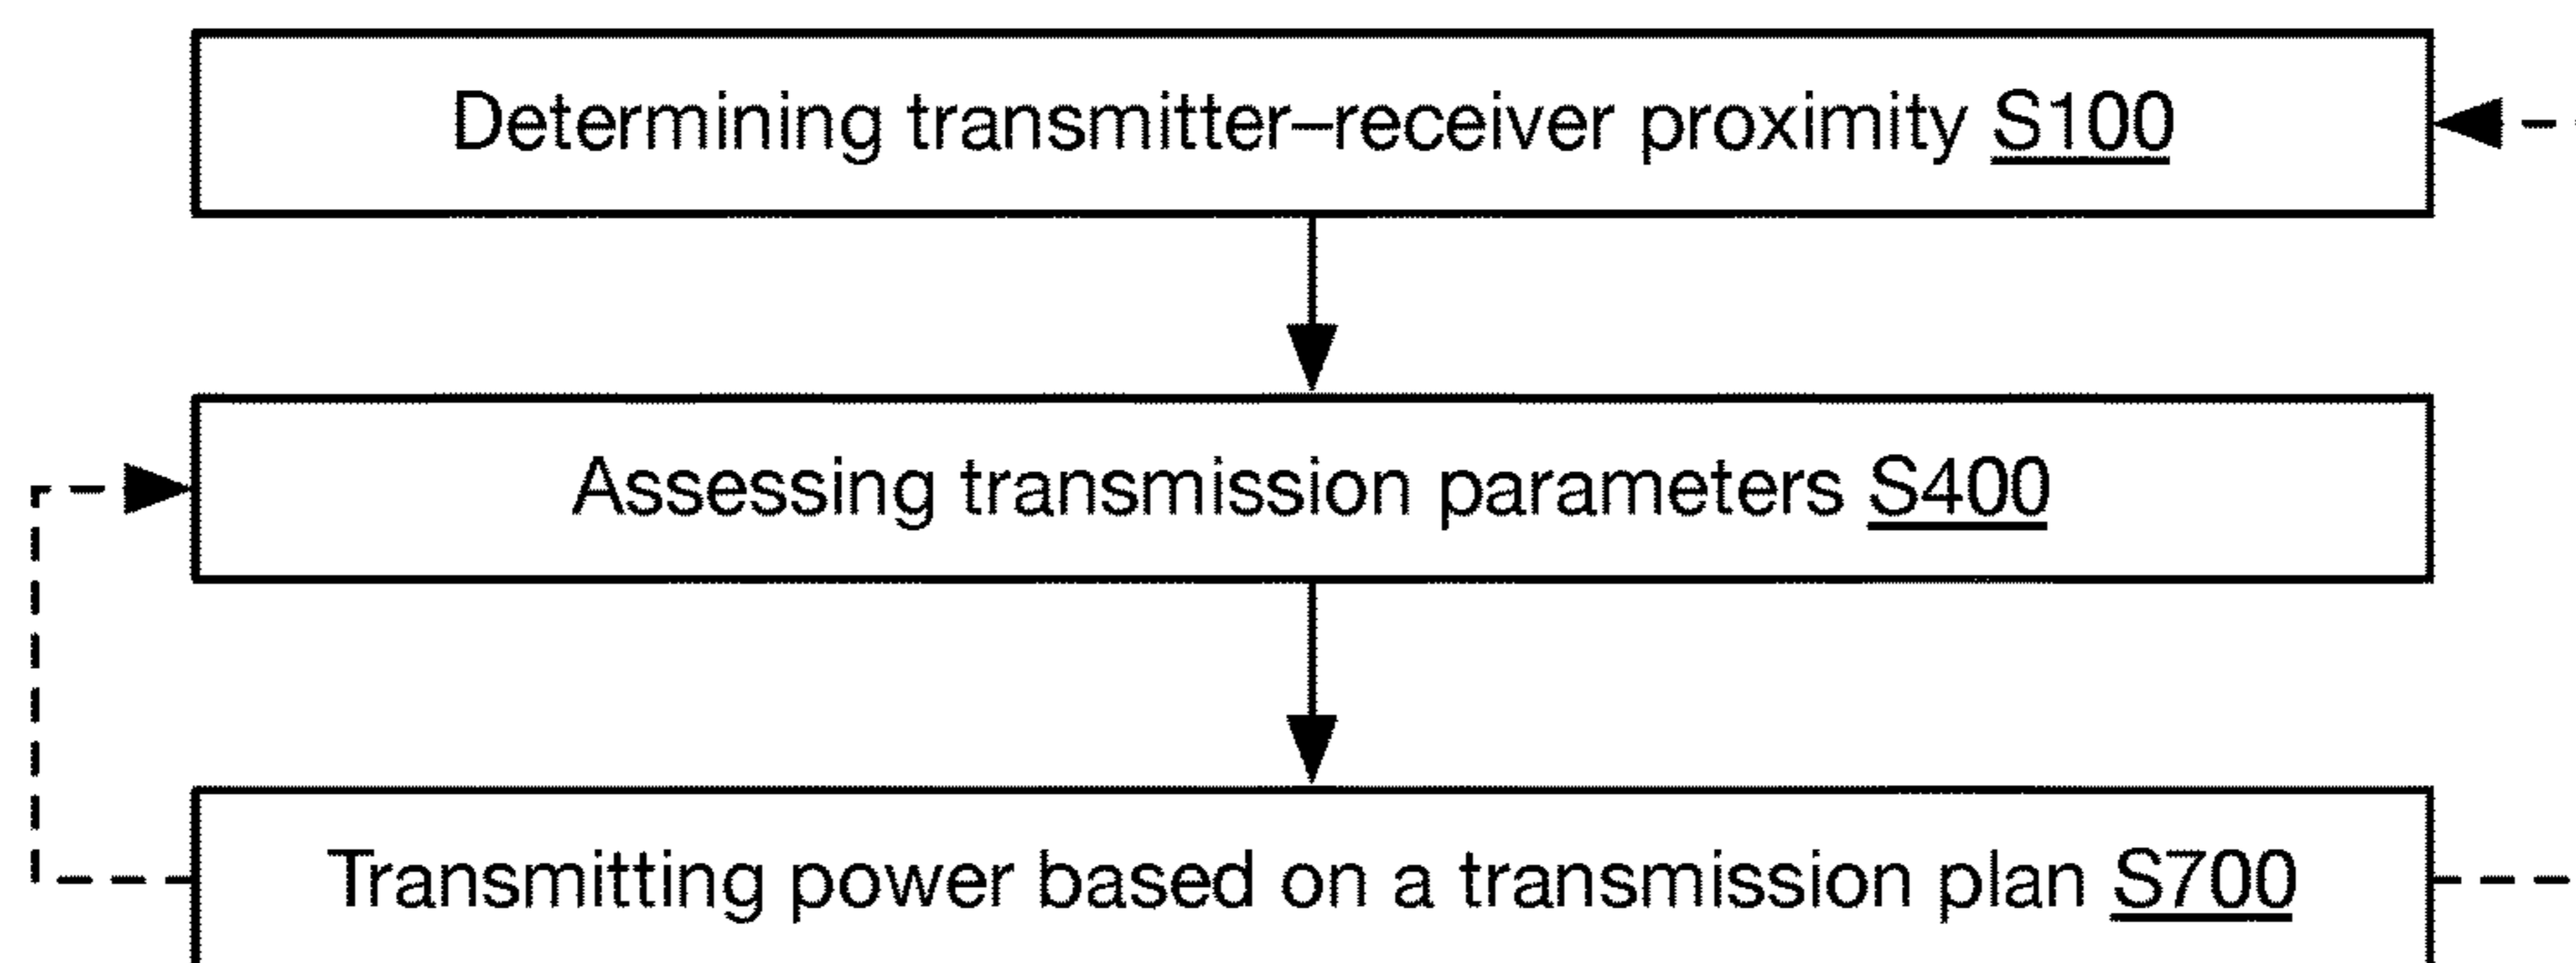 Determining transmitter–receiver proximity S100
Assessing transmission parameters S400
Transmitting power based on a transmission plan S700